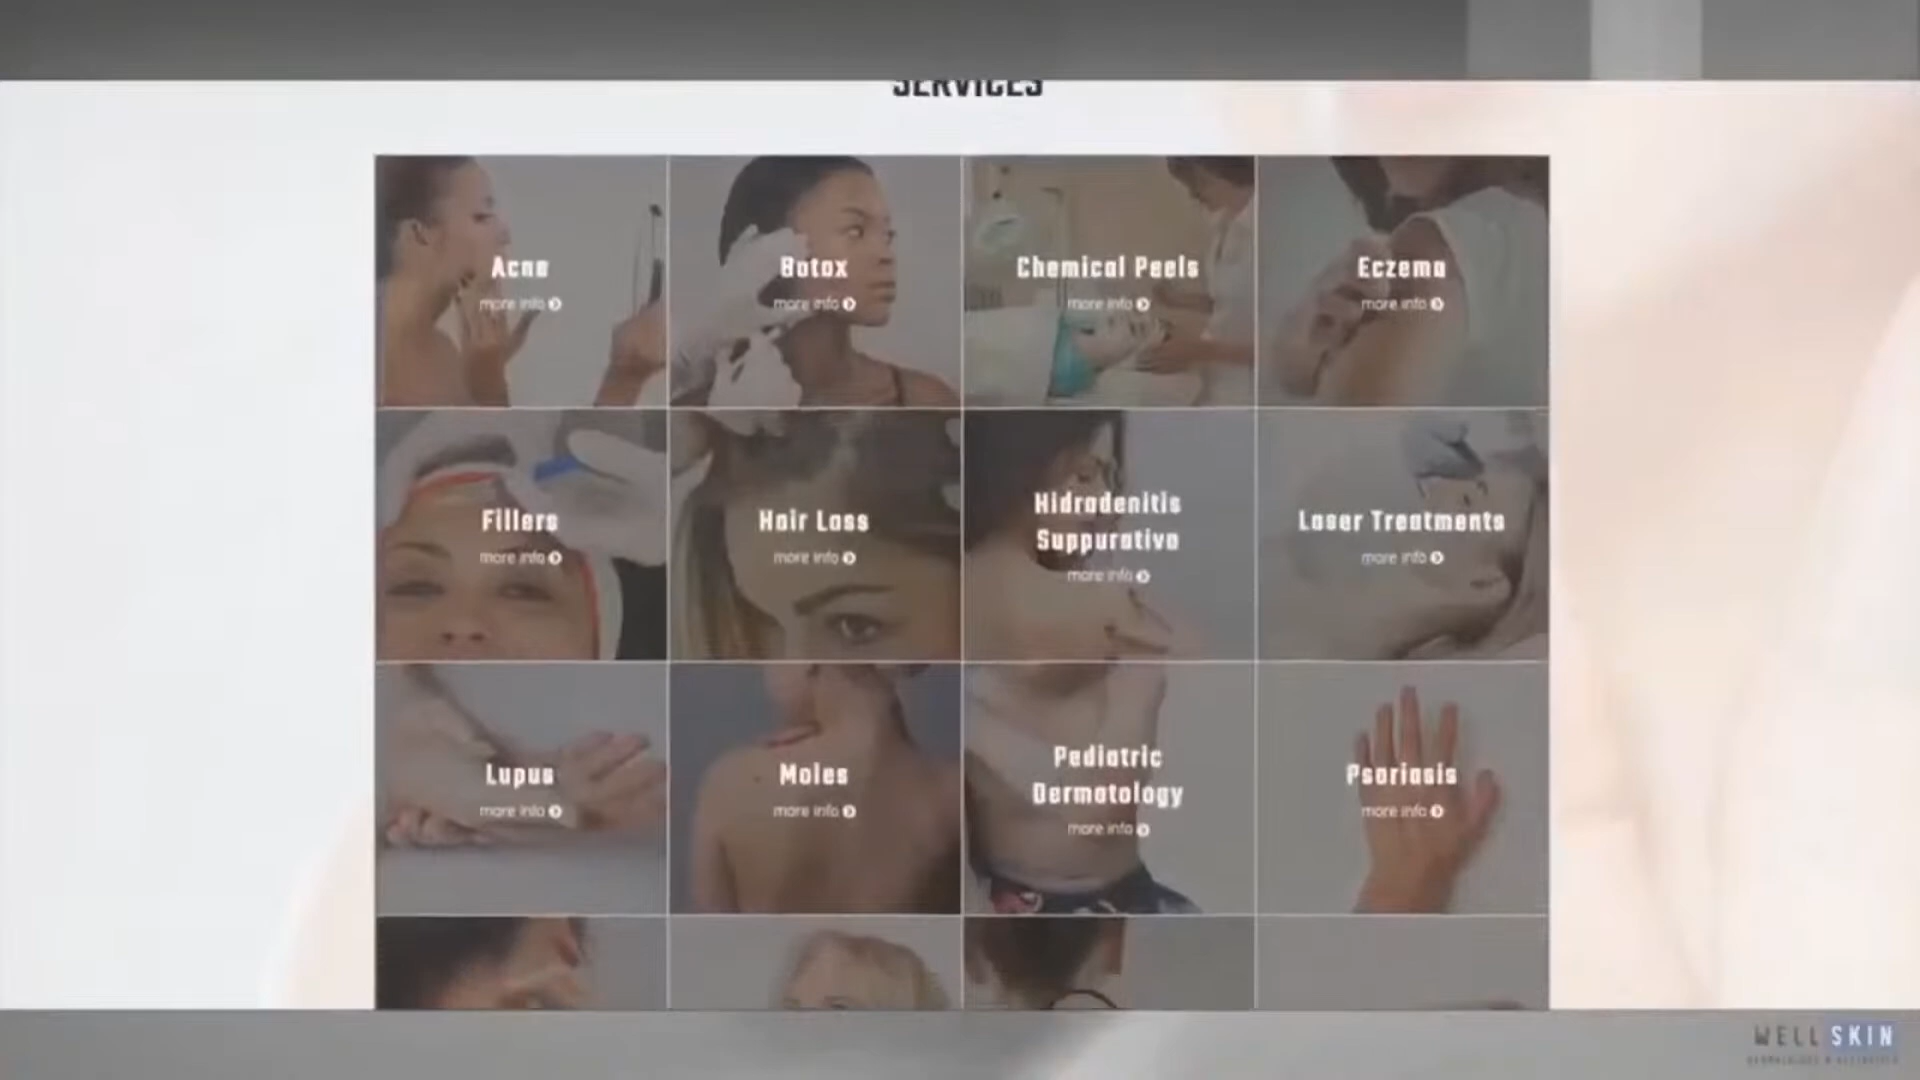 SERVICES
Acne
more info
Botox
more info
Chemical Peels
more info
Eczema
more info
Fillers
more info
Hair Loss
more info
Hidradenitis
Suppurativa
more info
Laser Treatments
more info
Lupus
more info
Moles
more info
Pediatric
Dermatology
more info
Psoriasis
more info
WELL SKIN